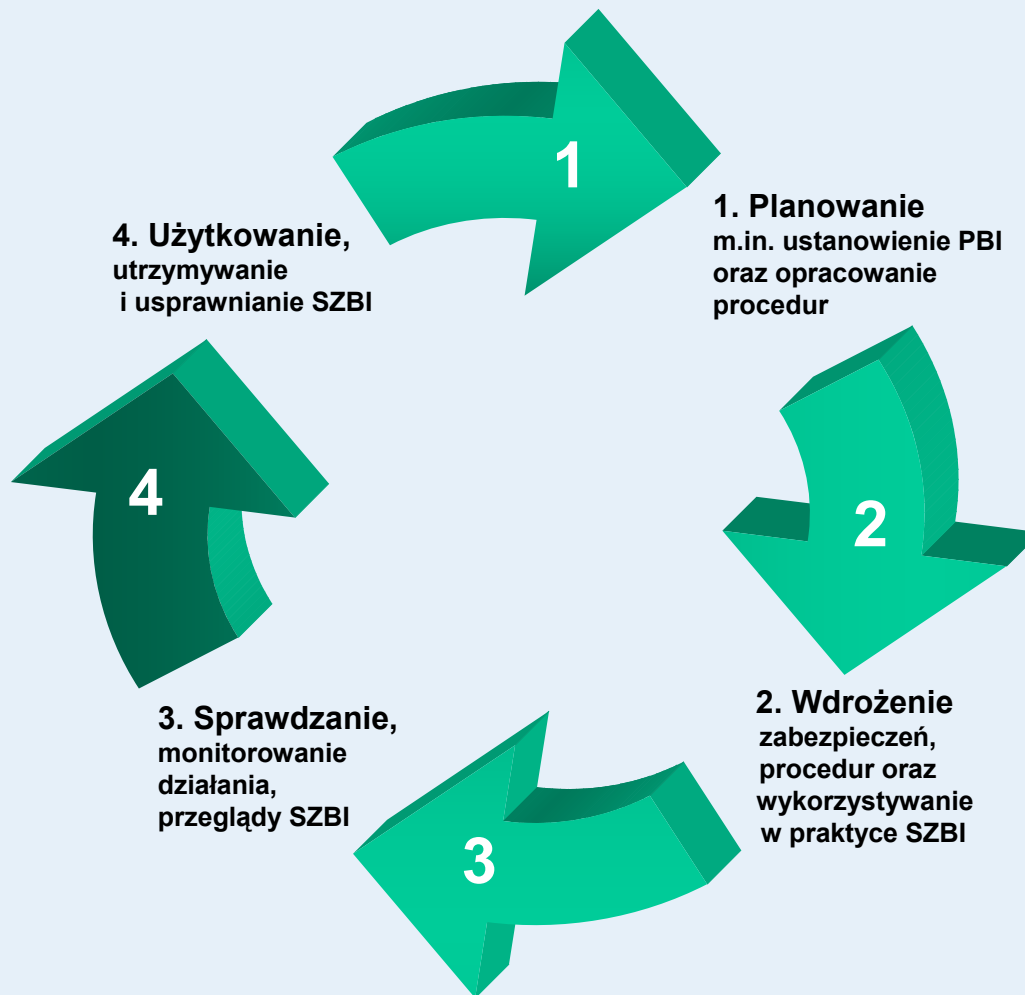 1
1. Planowanie
m.in. ustanowienie PBI
oraz opracowanie
procedur
2
2. Wdrożenie
zabezpieczeń,
procedur oraz
wykorzystywanie
w praktyce SZBI
3
3. Sprawdzanie,
monitorowanie
działania,
przeglądy SZBI
4
4. Użytkowanie,
utrzymywanie
i usprawnianie SZBI